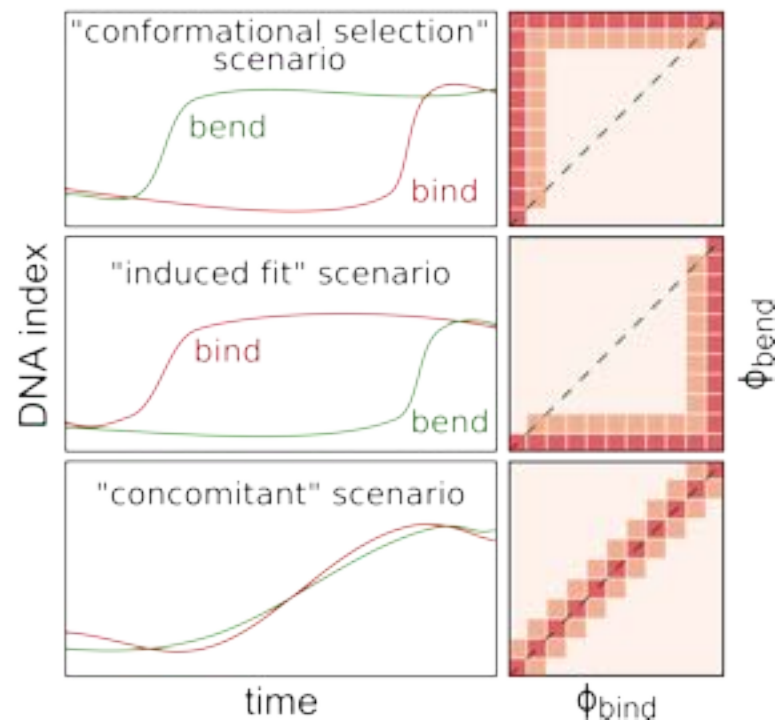 "conformational selection"
scenario
bend
bind
"induced fit" scenario
bind
bend
"concomitant" scenario
DNA index
time
ϕbend
ϕbind